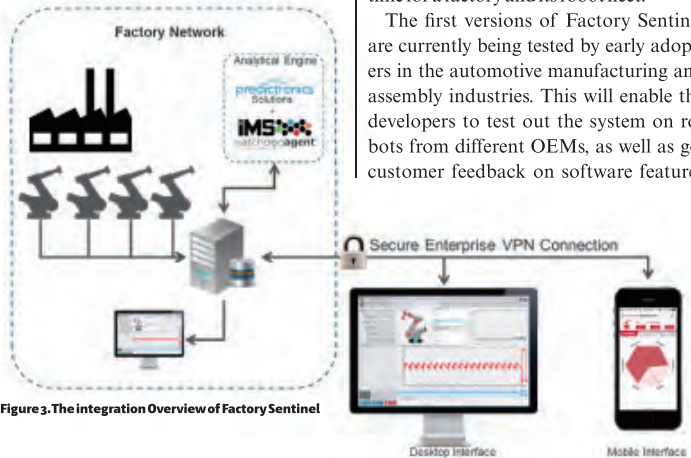 The first versions of Factory Sentin
are currently being tested by early adop
ers in the automotive manufacturing an
assembly industries. This will enable th
developers to test out the system on ro
bots from different OEMs, as well as ge
customer feedback on software feature
Factory Network
Analytical Engine
predictronics
Solutions
+
IMS
watchdog agent
Secure Enterprise VPN Connection
Figure 3. The integration Overview of Factory Sentinel
Desktop Interface
Mobile Interface